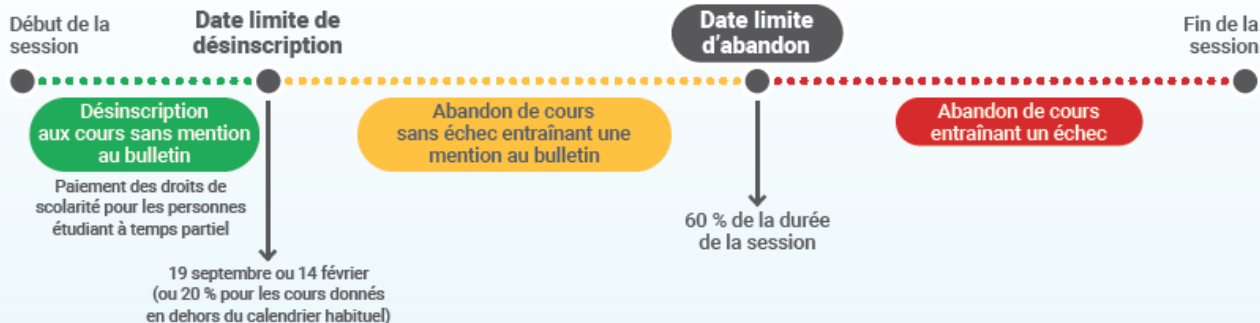 Début de la
session
Date limite de
désinscription
Date limite
d'abandon
Fin de la
session
Désinscription
aux cours sans mention
au bulletin
Abandon de cours
sans échec entraînant une
mention au bulletin
Abandon de cours
entraînant un échec
Paiement des droits de
scolarité pour les personnes
étudiant à temps partiel
60 % de la durée
de la session
19 septembre ou 14 février
(ou 20 % pour les cours donnés
en dehors du calendrier habituel)